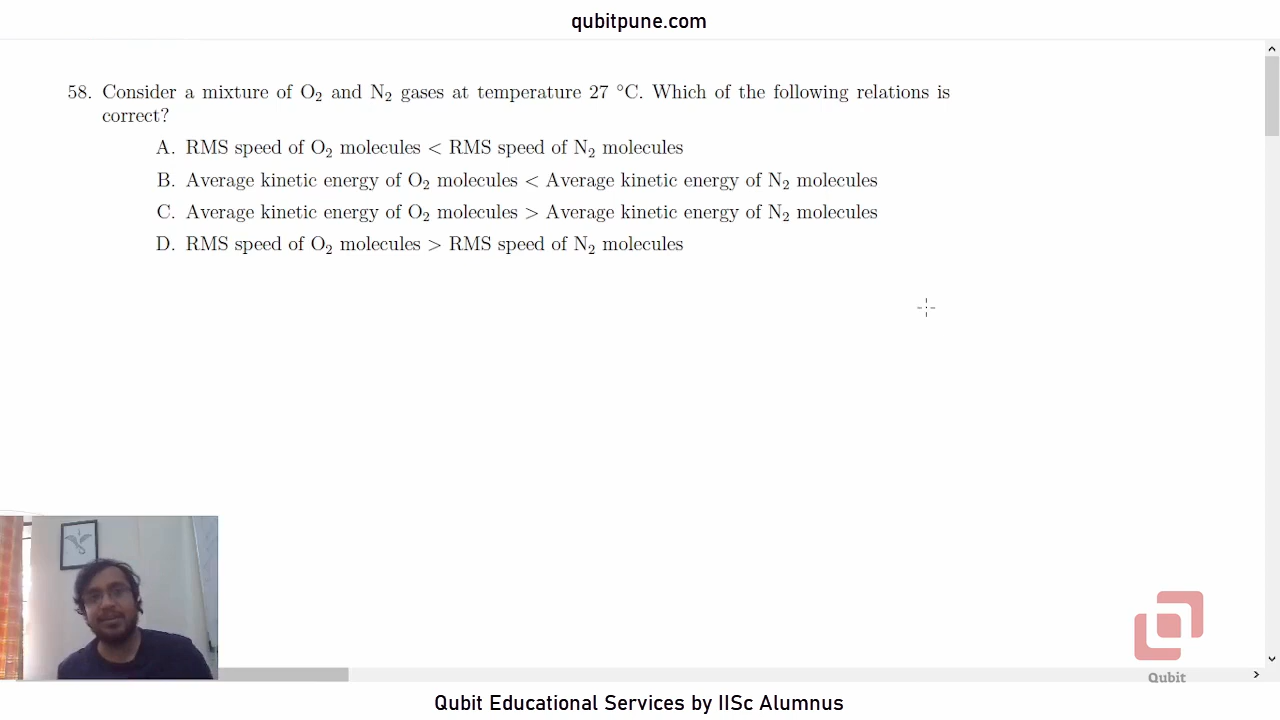 qubitpune.com
58. Consider a mixture of O₂ and N₂ gases at temperature 27 °C. Which of the following relations is
correct?
A. RMS speed of O₂ molecules < RMS speed of N₂ molecules
B. Average kinetic energy of O₂ molecules < Average kinetic energy of N₂ molecules
C. Average kinetic energy of O₂ molecules > Average kinetic energy of N₂ molecules
D. RMS speed of O₂ molecules > RMS speed of N₂ molecules
Qubit
Qubit Educational Services by IISc Alumnus